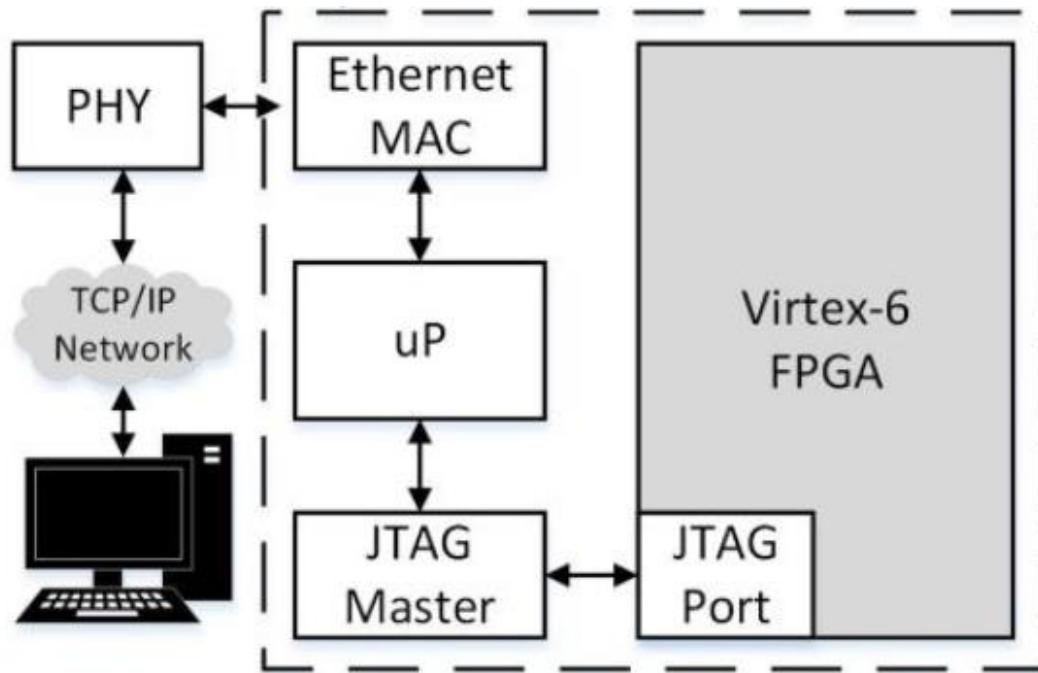 PHY
Ethernet
MAC
TCP/IP
Network
uP
Virtex-6
FPGA
JTAG
Master
JTAG
Port